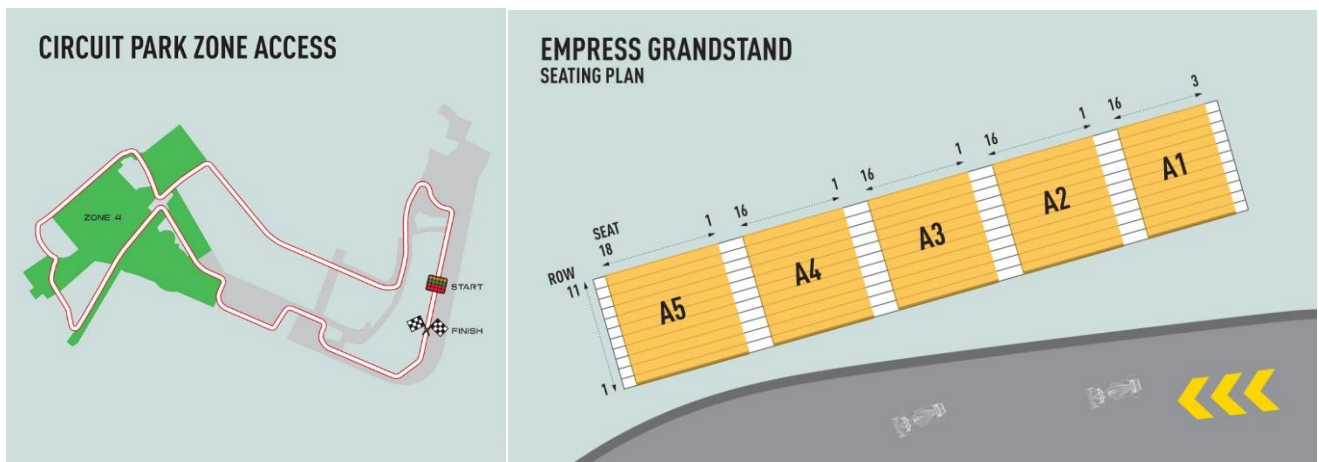 CIRCUIT PARK ZONE ACCESS
ZONE 4
START
FINISH
EMPRESS GRANDSTAND
SEATING PLAN
16 3
16 1
16 1
16 1
SEAT
18 1
ROW
11
1
A1
A2
A3
A4
A5